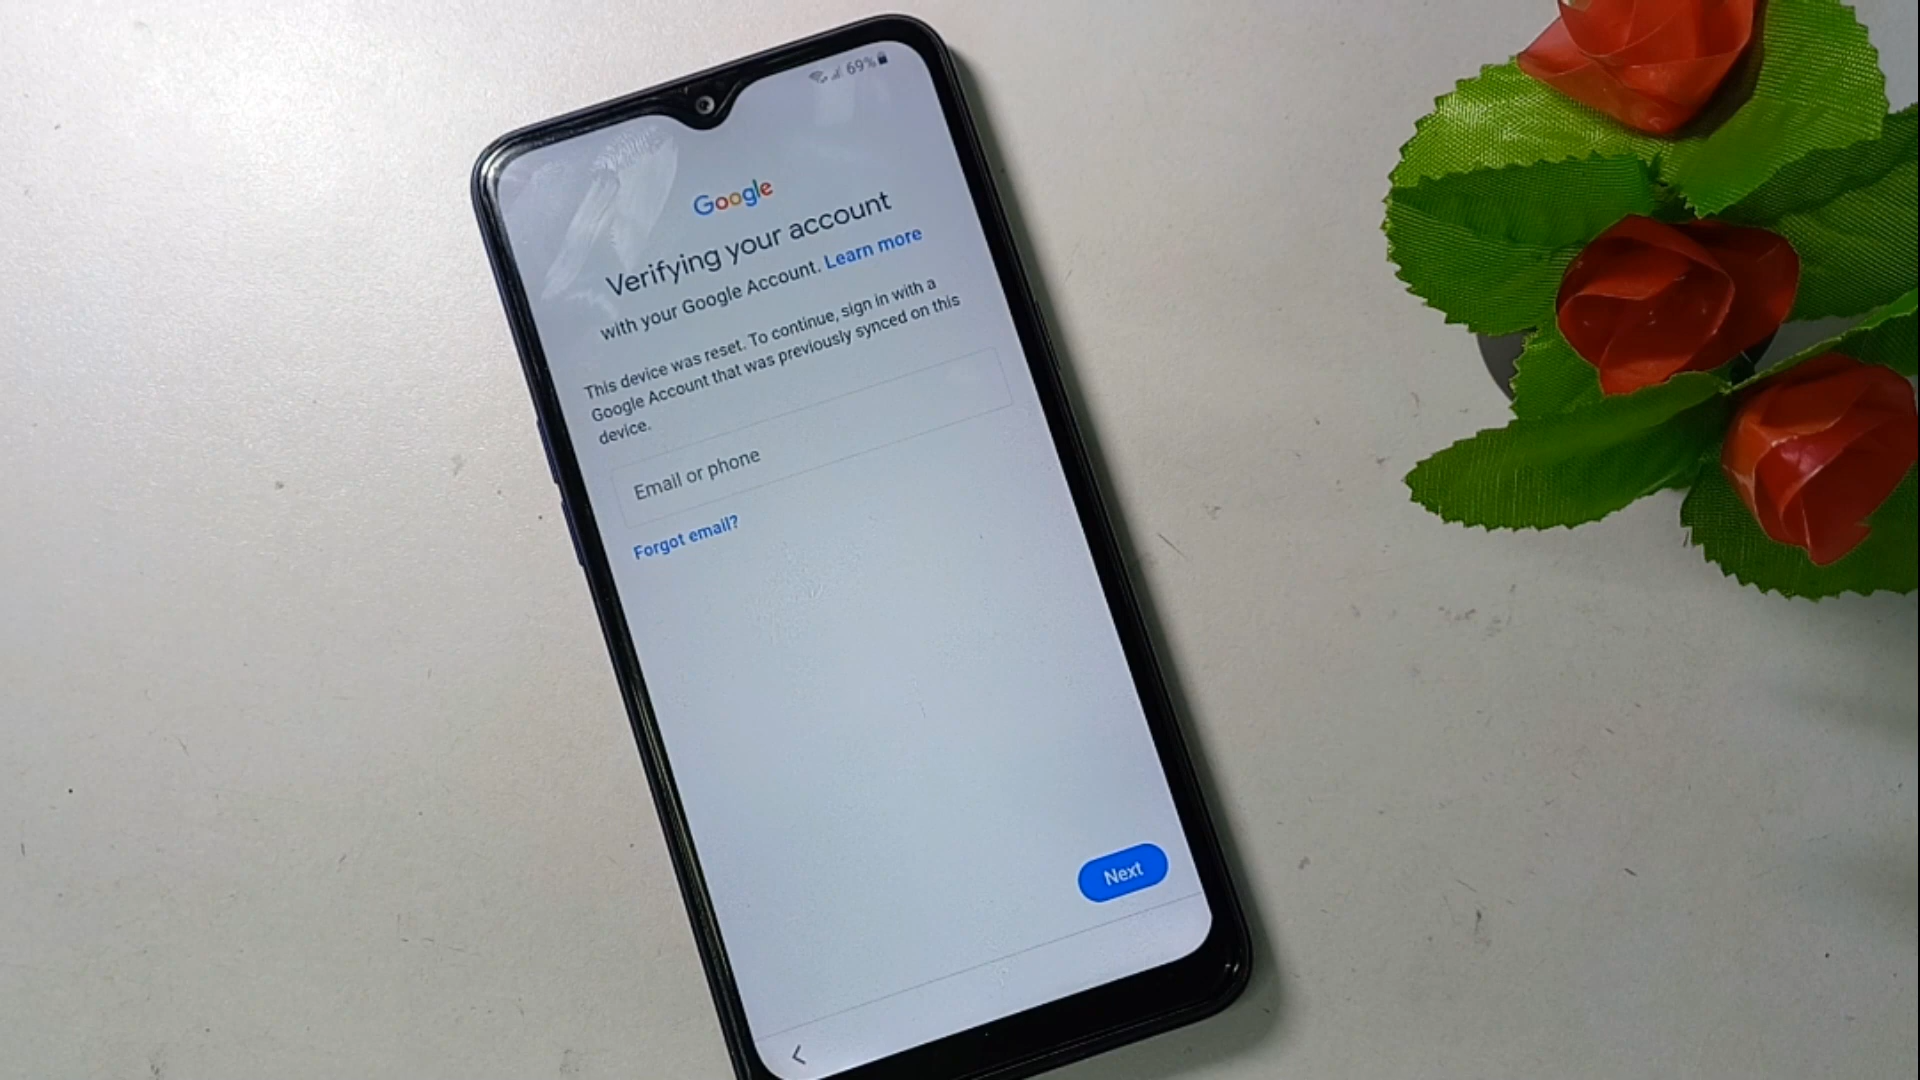 69%
Google
Verifying your account
with your Google Account. Learn more
This device was reset. To continue, sign in with a
Google Account that was previously synced on this
device.
Email or phone
Forgot email?
Next